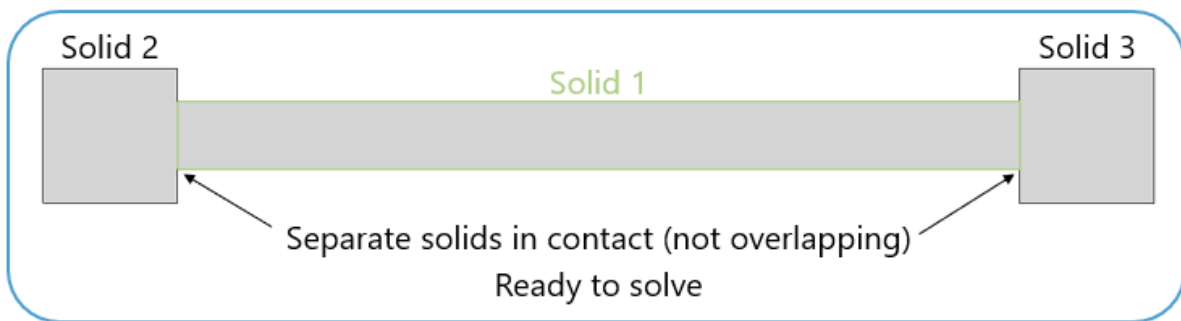 Solid 2
Solid 3
Solid 1
Separate solids in contact (not overlapping)
Ready to solve